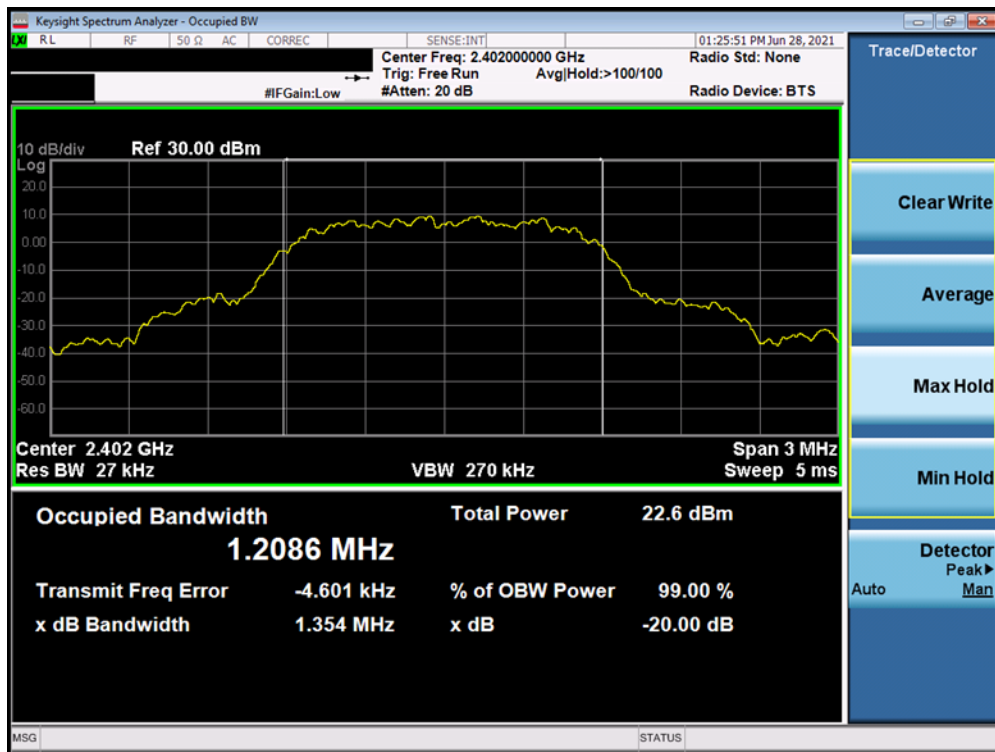 Keysight Spectrum Analyzer - Occupied BW
LXI RL RF 50 Ω AC CORREC SENSE:INT 01:25:51 PM Jun 28, 2021
Center Freq: 2.402000000 GHz Radio Std: None
Trig: Free Run Avg|Hold:>100/100
#IFGain:Low #Atten: 20 dB Radio Device: BTS
Trace/Detector
10 dB/div Ref 30.00 dBm
Log
20.0
10.0
0.00
-10.0
-20.0
-30.0
-40.0
-50.0
-60.0
Center 2.402 GHz Span 3 MHz
Res BW 27 kHz VBW 270 kHz Sweep 5 ms
Occupied Bandwidth Total Power 22.6 dBm
1.2086 MHz
Transmit Freq Error -4.601 kHz % of OBW Power 99.00 %
x dB Bandwidth 1.354 MHz x dB -20.00 dB
Clear Write
Average
Max Hold
Min Hold
Detector
Peak▶
Auto Man
MSG STATUS